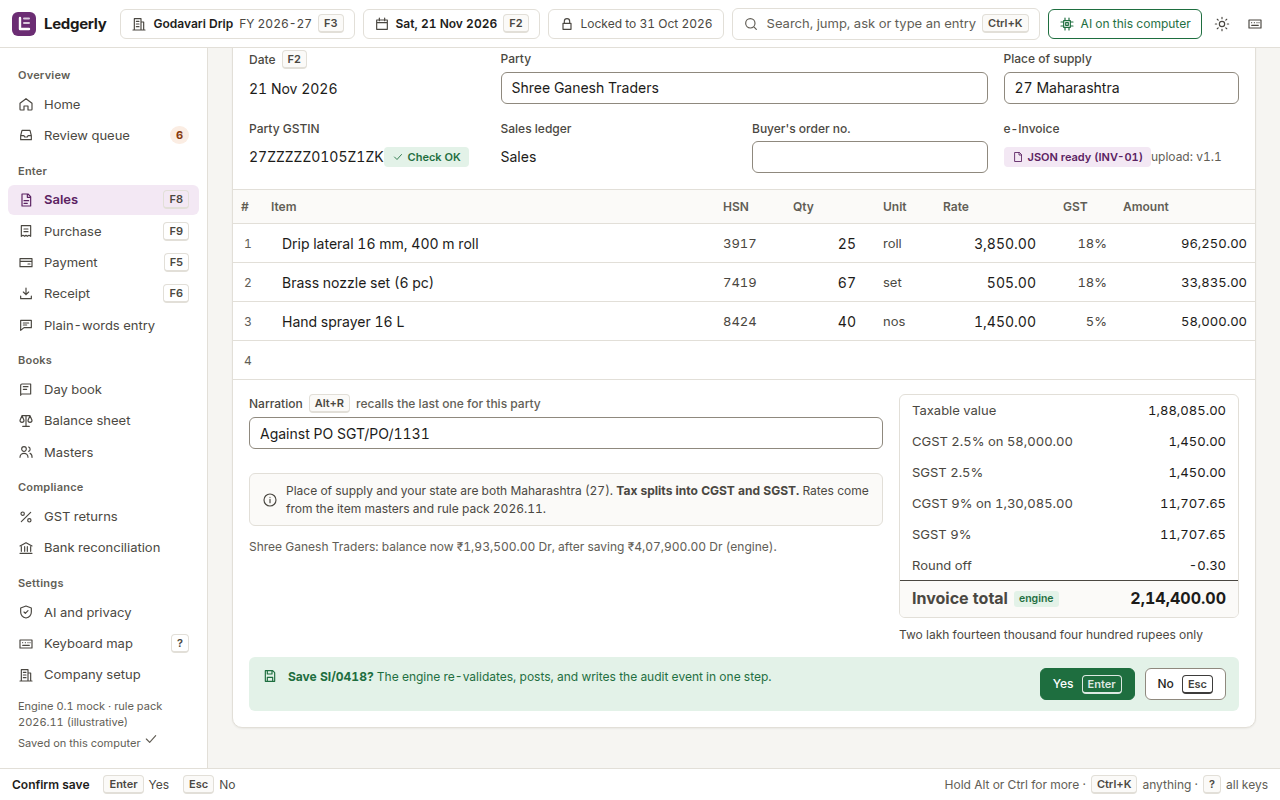 Ledgerly
Godavari Drip FY 2026-27 F3
Sat, 21 Nov 2026 F2
Locked to 31 Oct 2026
Search, jump, ask or type an entry Ctrl+K
AI on this computer
Overview
Home
Review queue 6
Enter
Sales F8
Purchase F9
Payment F5
Receipt F6
Plain-words entry
Books
Day book
Balance sheet
Masters
Compliance
GST returns
Bank reconciliation
Settings
AI and privacy
Keyboard map ?
Company setup
Engine 0.1 mock · rule pack
2026.11 (illustrative)
Saved on this computer
Date F2 Party Place of supply
21 Nov 2026 Shree Ganesh Traders 27 Maharashtra
Party GSTIN Sales ledger Buyer's order no. e-Invoice
27ZZZZZ0105Z1ZK Check OK Sales JSON ready (INV-01) upload: v1.1
# Item HSN Qty Unit Rate GST Amount
1 Drip lateral 16 mm, 400 m roll 3917 25 roll 3,850.00 18% 96,250.00
2 Brass nozzle set (6 pc) 7419 67 set 505.00 18% 33,835.00
3 Hand sprayer 16 L 8424 40 nos 1,450.00 5% 58,000.00
4
Narration Alt+R recalls the last one for this party
Against PO SGT/PO/1131
Place of supply and your state are both Maharashtra (27). Tax splits into CGST and SGST. Rates come
from the item masters and rule pack 2026.11.
Shree Ganesh Traders: balance now ₹1,93,500.00 Dr, after saving ₹4,07,900.00 Dr (engine).
Taxable value 1,88,085.00
CGST 2.5% on 58,000.00 1,450.00
SGST 2.5% 1,450.00
CGST 9% on 1,30,085.00 11,707.65
SGST 9% 11,707.65
Round off -0.30
Invoice total engine 2,14,400.00
Two lakh fourteen thousand four hundred rupees only
Save SI/0418? The engine re-validates, posts, and writes the audit event in one step.
Yes Enter No Esc
Confirm save Enter Yes Esc No
Hold Alt or Ctrl for more · Ctrl+K anything · ? all keys